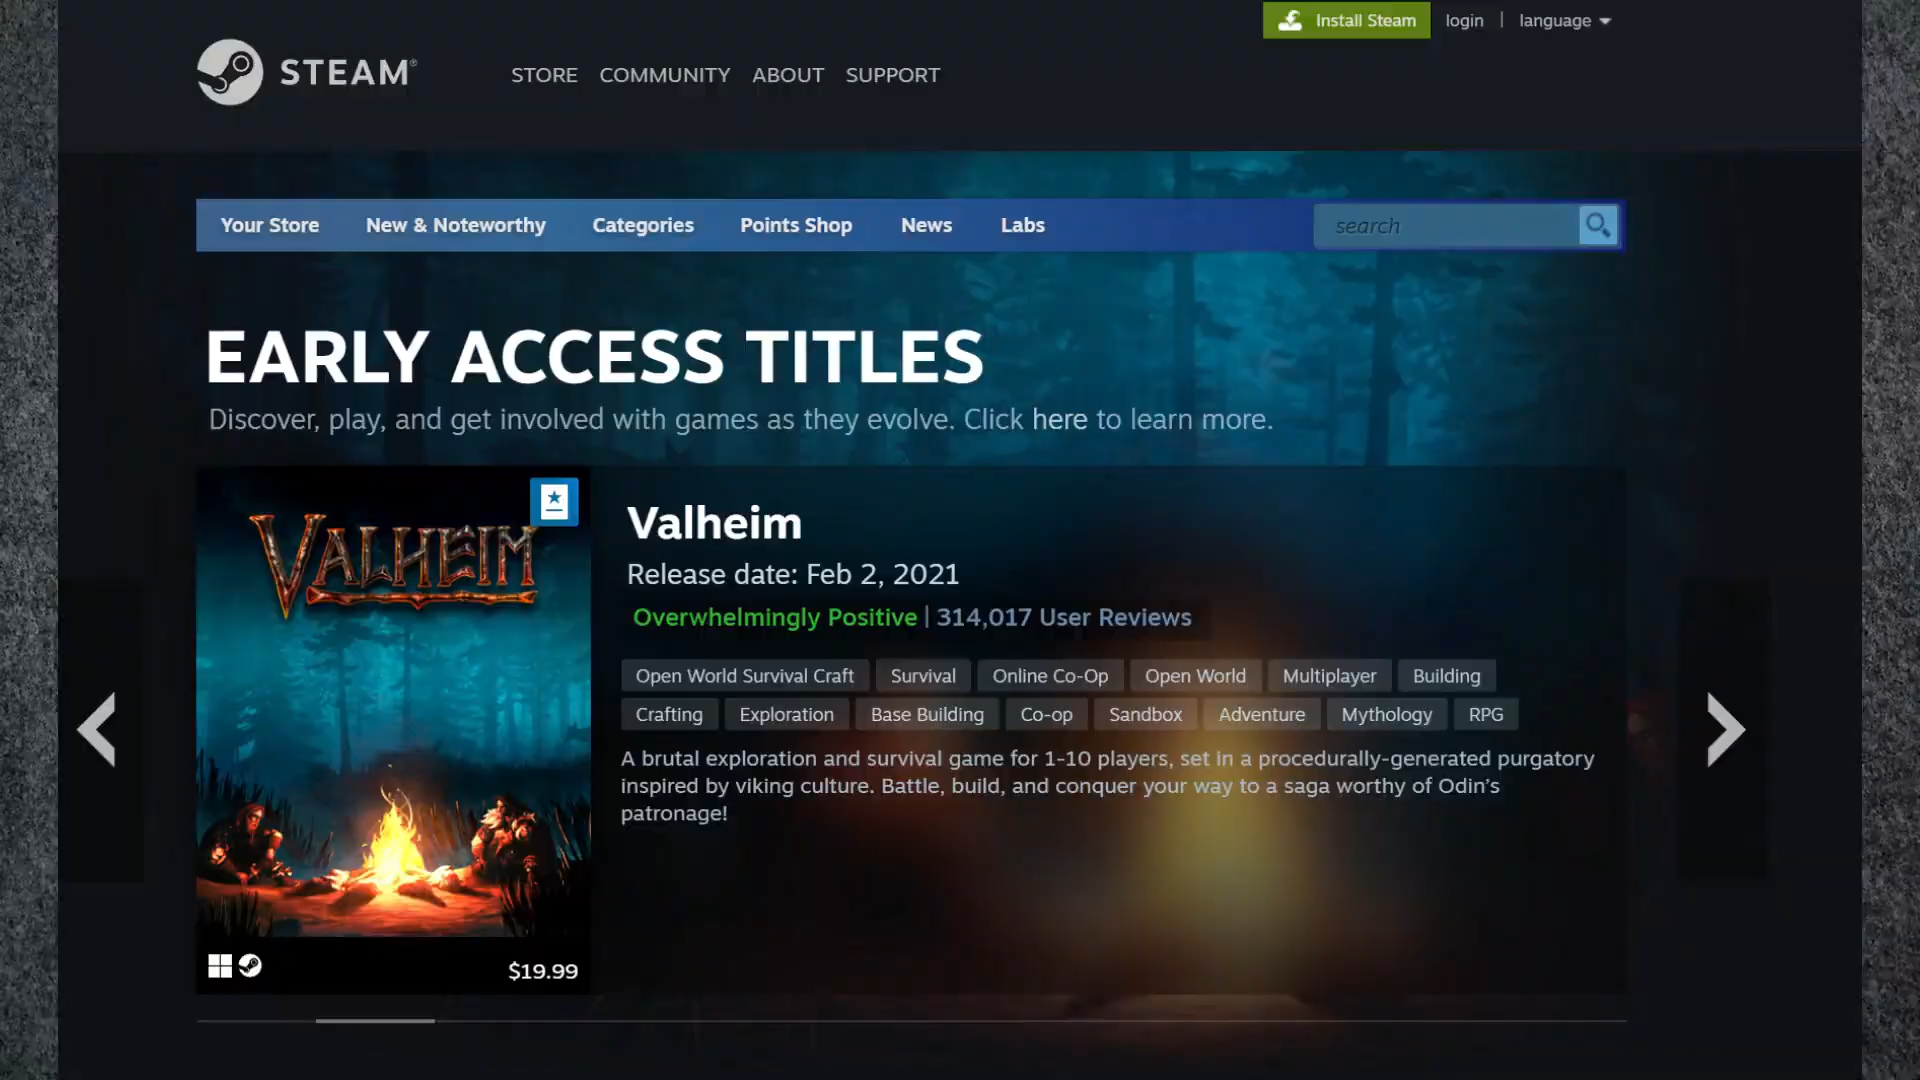 Install Steam login | language
STEAM®
STORE COMMUNITY ABOUT SUPPORT
Your Store New & Noteworthy Categories Points Shop News Labs search
EARLY ACCESS TITLES
Discover, play, and get involved with games as they evolve. Click here to learn more.
VALHEIM
$19.99
Valheim
Release date: Feb 2, 2021
Overwhelmingly Positive | 314,017 User Reviews
Open World Survival Craft Survival Online Co-Op Open World Multiplayer Building
Crafting Exploration Base Building Co-op Sandbox Adventure Mythology RPG
A brutal exploration and survival game for 1-10 players, set in a procedurally-generated purgatory
inspired by viking culture. Battle, build, and conquer your way to a saga worthy of Odin’s
patronage!